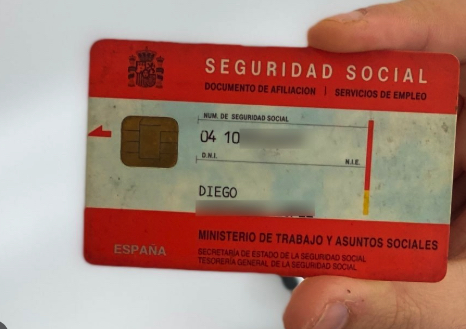 SEGURIDAD SOCIAL
DOCUMENTO DE AFILIACIÓN | SERVICIOS DE EMPLEO
NUM. DE SEGURIDAD SOCIAL
04 10
D.N.I. N.I.E.
DIEGO
MINISTERIO DE TRABAJO Y ASUNTOS SOCIALES
ESPAÑA
SECRETARÍA DE ESTADO DE LA SEGURIDAD SOCIAL
TESORERÍA GENERAL DE LA SEGURIDAD SOCIAL